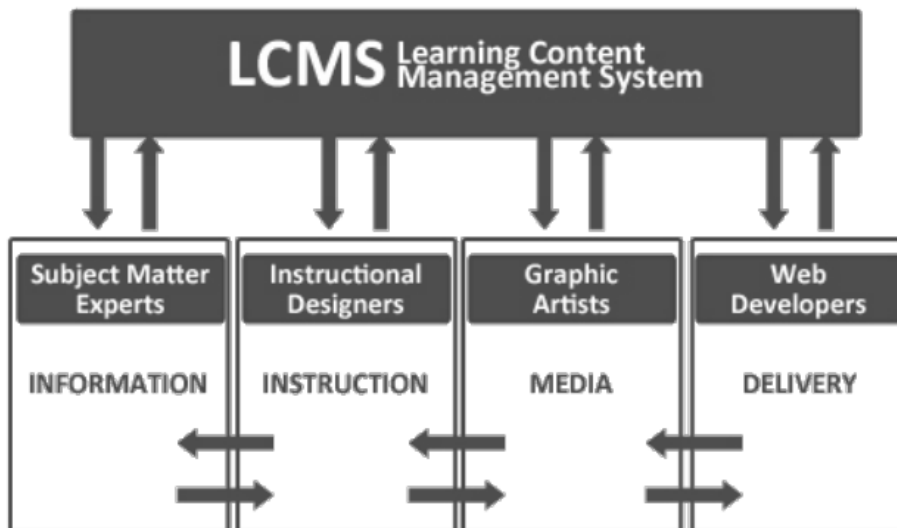 LCMS Learning Content
Management System
Subject Matter
Experts
Instructional
Designers
Graphic
Artists
Web
Developers
INFORMATION
INSTRUCTION
MEDIA
DELIVERY